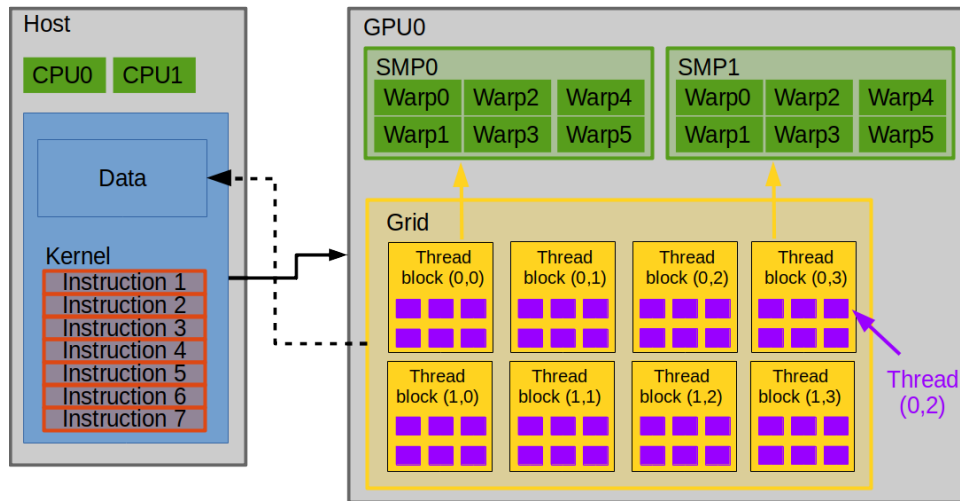 Host
CPU0 CPU1
Data
Kernel
Instruction 1
Instruction 2
Instruction 3
Instruction 4
Instruction 5
Instruction 6
Instruction 7
GPU0
SMP0
Warp0 Warp2 Warp4
Warp1 Warp3 Warp5
SMP1
Warp0 Warp2 Warp4
Warp1 Warp3 Warp5
Grid
Thread
block (0,0)
Thread
block (0,1)
Thread
block (0,2)
Thread
block (0,3)
Thread
block (1,0)
Thread
block (1,1)
Thread
block (1,2)
Thread
block (1,3)
Thread
(0,2)